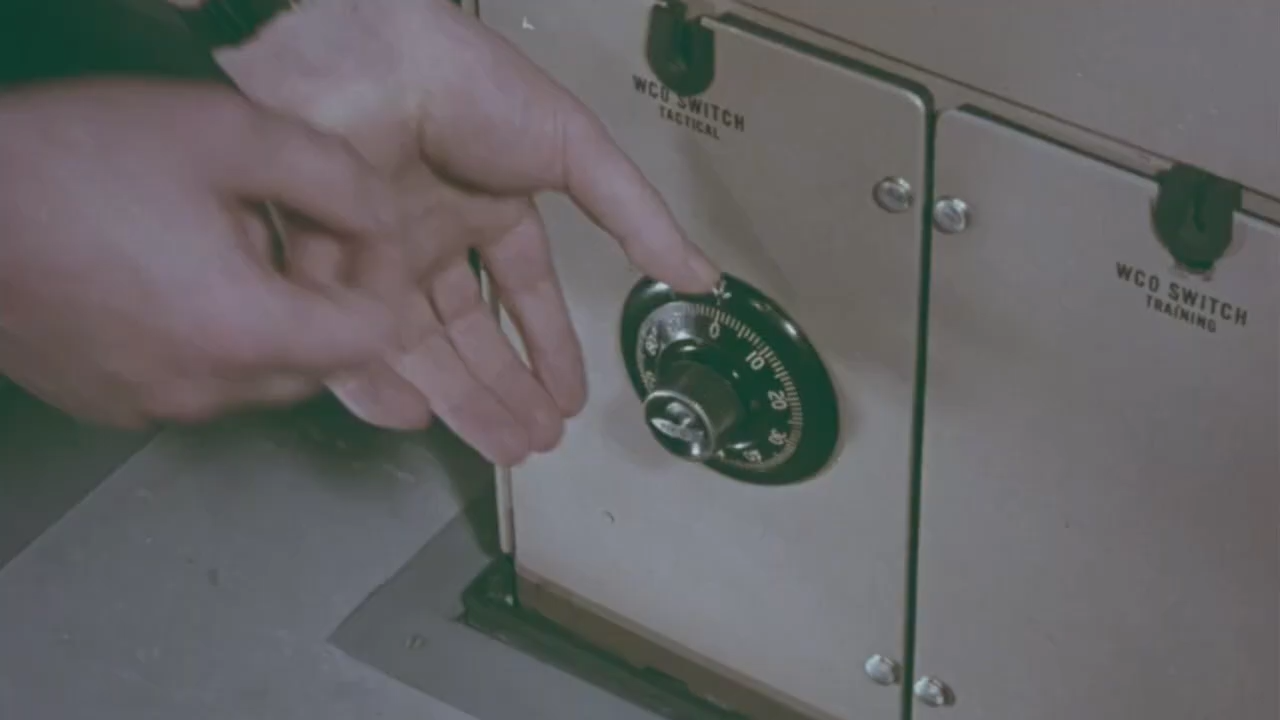 WCO SWITCH
TACTICAL
WCO SWITCH
TRAINING
0
10
20
30